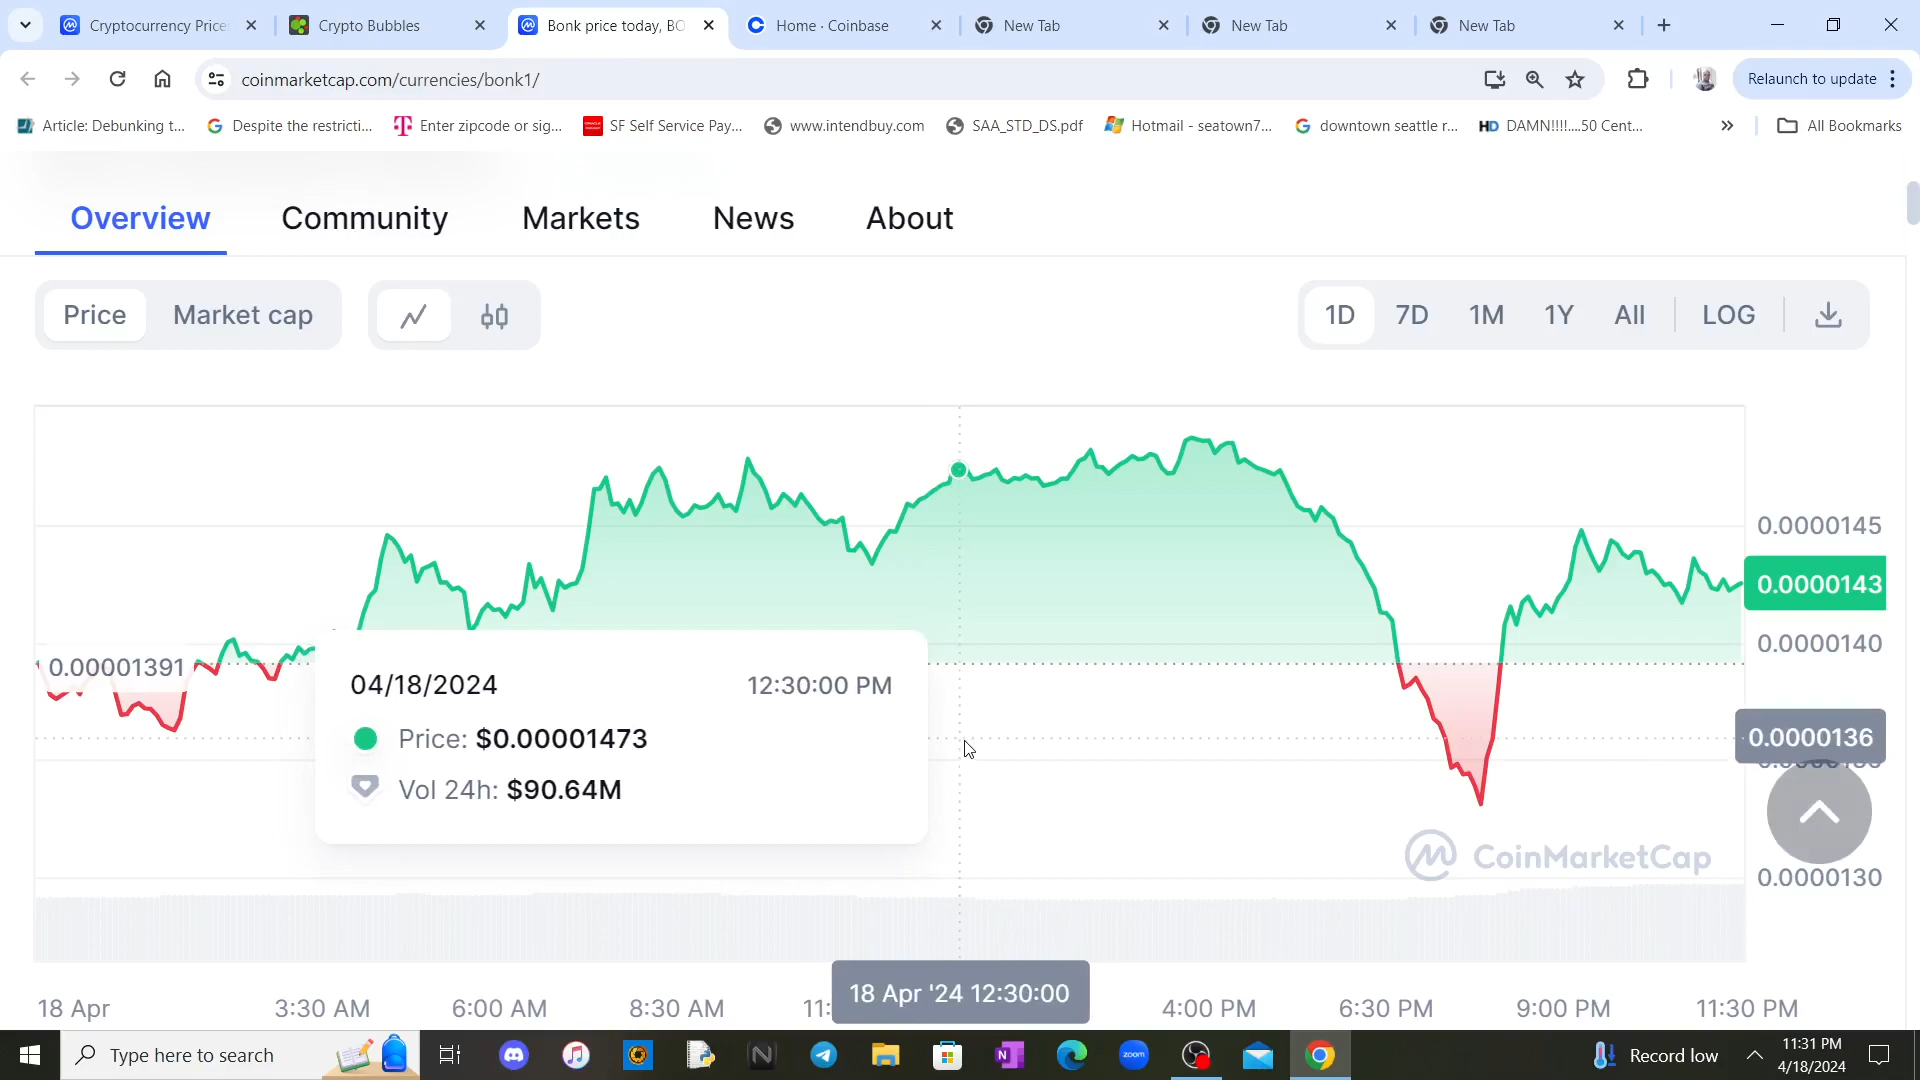 Cryptocurrency Price
Crypto Bubbles
Bonk price today, BO
Home · Coinbase
New Tab
New Tab
New Tab
coinmarketcap.com/currencies/bonk1/
Relaunch to update
Article: Debunking t...
Despite the restricti...
Enter zipcode or sig...
SF Self Service Pay...
www.intendbuy.com
SAA_STD_DS.pdf
Hotmail - seatown7...
downtown seattle r...
HD DAMN!!!!....50 Cent...
All Bookmarks
Overview
Community
Markets
News
About
Price
Market cap
1D
7D
1M
1Y
All
LOG
0.0000145
0.0000143
0.0000140
0.00001391
04/18/2024
12:30:00 PM
Price: $0.00001473
Vol 24h: $90.64M
0.0000136
CoinMarketCap
0.0000130
18 Apr
3:30 AM
6:00 AM
8:30 AM
11:
18 Apr '24 12:30:00
4:00 PM
6:30 PM
9:00 PM
11:30 PM
Type here to search
zoom
Record low
11:31 PM
4/18/2024